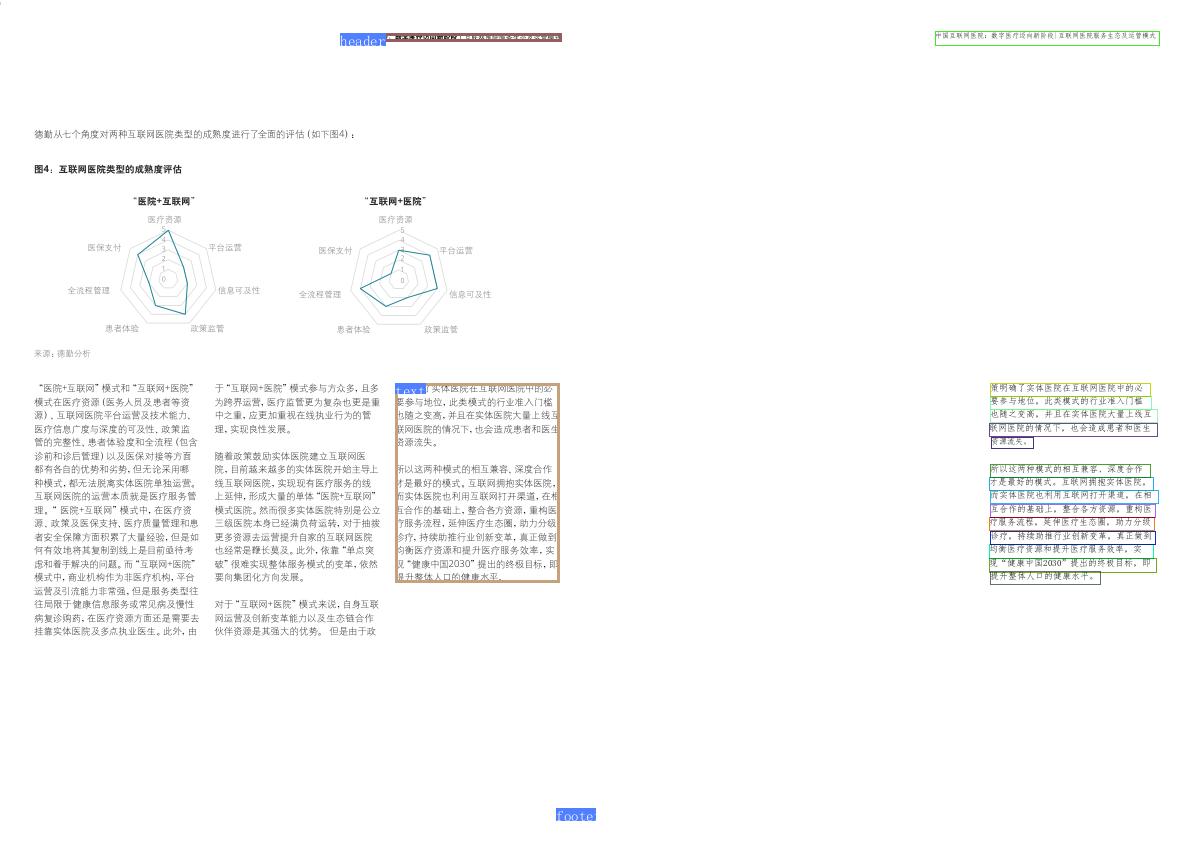 header
中国互联网医院：数字医疗迈向新阶段|互联网医院服务生态及运营模式
德勤从七个角度对两种互联网医院类型的成熟度进行了全面的评估（如下图4）：
图4：互联网医院类型的成熟度评估
“医院+互联网”
医疗资源
平台运营
信息可及性
政策监管
患者体验
全流程管理
医保支付
5
4
3
2
1
0
“互联网+医院”
医疗资源
平台运营
信息可及性
政策监管
患者体验
全流程管理
医保支付
5
4
3
2
1
0
来源：德勤分析
“医院+互联网”模式和“互联网+医院”
模式在医疗资源（医务人员及患者等资
源）、互联网医院平台运营及技术能力、
医疗信息广度与深度的可及性、政策监
管的完整性、患者体验度和全流程（包含
诊前和诊后管理）以及医保对接等方面
都有各自的优势和劣势，但无论采用哪
种模式，都无法脱离实体医院单独运营。
互联网医院的运营本质就是医疗服务管
理。“医院+互联网”模式中，在医疗资
源、政策及医保支持、医疗质量管理和患
者安全保障方面积累了大量经验，但是如
何有效地将其复制到线上是目前亟待考
虑和着手解决的问题。而“互联网+医院”
模式中，商业机构作为非医疗机构，平台
运营及引流能力非常强，但是服务类型往
往局限于健康信息服务或常见病及慢性
病复诊购药，在医疗资源方面还是需要去
挂靠实体医院及多点执业医生。此外，由
于“互联网+医院”模式参与方众多，且多
为跨界运营，医疗监管更为复杂也更是重
中之重，应更加重视在线执业行为的管
理，实现良性发展。
随着政策鼓励实体医院建立互联网医
院，目前越来越多的实体医院开始主导上
线互联网医院，实现现有医疗服务的线
上延伸，形成大量的单体“医院+互联网”
模式医院。然而很多实体医院特别是公立
三级医院本身已经满负荷运转，对于抽拨
更多资源去运营提升自家的互联网医院
也经常是鞭长莫及。此外，依靠“单点突
破”很难实现整体服务模式的变革，依然
要向集团化方向发展。
对于“互联网+医院”模式来说，自身互联
网运营及创新变革能力以及生态链合作
伙伴资源是其强大的优势。但是由于政
text
了实体医院在互联网医院中的必
要参与地位，此类模式的行业准入门槛
也随之变高，并且在实体医院大量上线互
联网医院的情况下，也会造成患者和医生
资源流失。
所以这两种模式的相互兼容、深度合作
才是最好的模式。互联网拥抱实体医院，
而实体医院也利用互联网打开渠道，在相
互合作的基础上，整合各方资源，重构医
疗服务流程，延伸医疗生态圈，助力分级
诊疗，持续助推行业创新变革，真正做到
均衡医疗资源和提升医疗服务效率，实
现“健康中国2030”提出的终极目标，即
提升整体人口的健康水平。
策明确了实体医院在互联网医院中的必
要参与地位，此类模式的行业准入门槛
也随之变高，并且在实体医院大量上线互
联网医院的情况下，也会造成患者和医生
资源流失。
所以这两种模式的相互兼容、深度合作
才是最好的模式。互联网拥抱实体医院，
而实体医院也利用互联网打开渠道，在相
互合作的基础上，整合各方资源，重构医
疗服务流程，延伸医疗生态圈，助力分级
诊疗，持续助推行业创新变革，真正做到
均衡医疗资源和提升医疗服务效率，实
现“健康中国2030”提出的终极目标，即
提升整体人口的健康水平。
foote